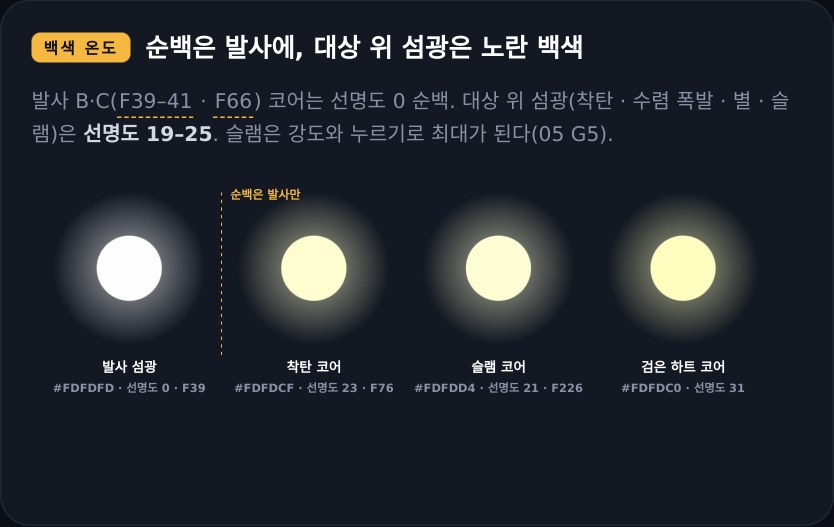 백색 온도 순백은 발사에, 대상 위 섬광은 노란 백색
발사 B·C(F39–41 · F66) 코어는 선명도 0 순백. 대상 위 섬광(착탄 · 수렴 폭발 · 별 · 슬
램)은 선명도 19–25. 슬램은 강도와 누르기로 최대가 된다(05 G5).
순백은 발사만
발사 섬광 착탄 코어 슬램 코어 검은 하트 코어
#FDFDFD · 선명도 0 · F39 #FDFDCF · 선명도 23 · F76 #FDFDD4 · 선명도 21 · F226 #FDFDC0 · 선명도 31